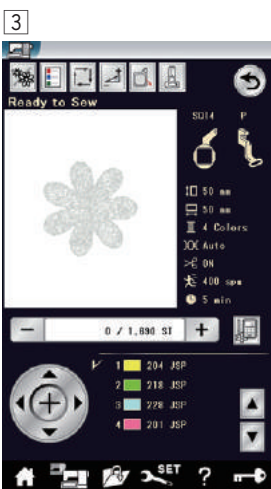 3
Ready to Sew
SQ14 P
50 mm
50 mm
4 Colors
Auto
ON
400 spm
5 min
− 0 / 1,690 ST +
1 204 JSP
2 218 JSP
3 228 JSP
4 201 JSP
SET ?